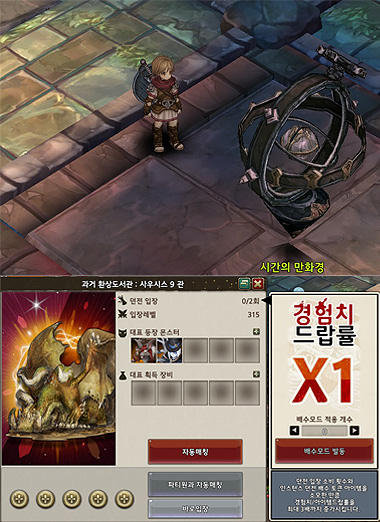 시간의 만화경
과거 환상도서관 : 사우시스 9 관
던전 입장 0/2회
입장레벨 315
대표 등장 몬스터
대표 획득 장비
자동매칭
파티원과 자동매칭
바로입장
경험치
드랍률
X1
배수모드 적용 개수
0
배수모드 발동
던전 입장 소비 횟수와
인스턴스 던전 배수 토큰 아이템을
소모한 만큼
경험치/아이템드랍률을
최대 3배까지 증가시킵니다